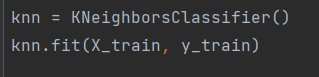 knn = KNeighborsClassifier()
knn.fit(X_train, y_train)